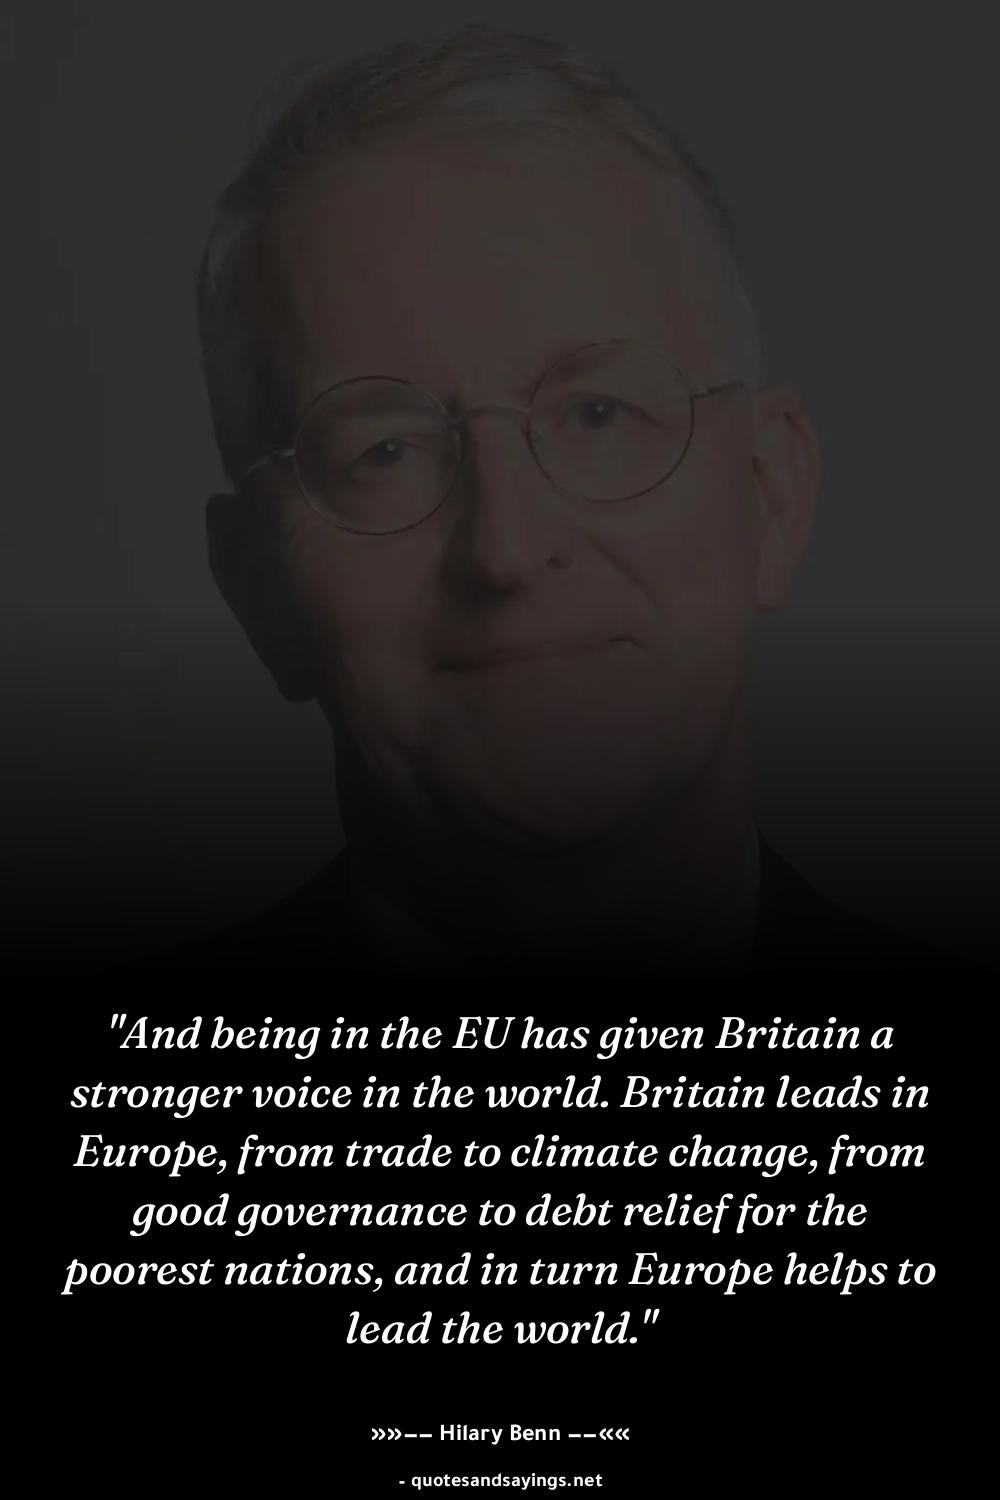 "And being in the EU has given Britain a
stronger voice in the world. Britain leads in
Europe, from trade to climate change, from
good governance to debt relief for the
poorest nations, and in turn Europe helps to
lead the world."
»»–– Hilary Benn ––««
- quotesandsayings.net